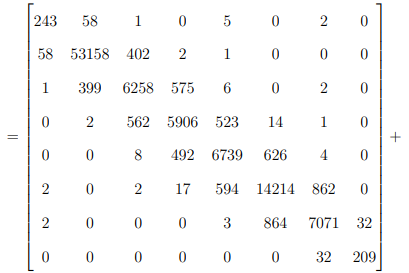 243 58 1 0 5 0 2 0
58 53158 402 2 1 0 0 0
1 399 6258 575 6 0 2 0
0 2 562 5906 523 14 1 0
= 0 0 8 492 6739 626 4 0 +
2 0 2 17 594 14214 862 0
2 0 0 0 3 864 7071 32
0 0 0 0 0 0 32 209